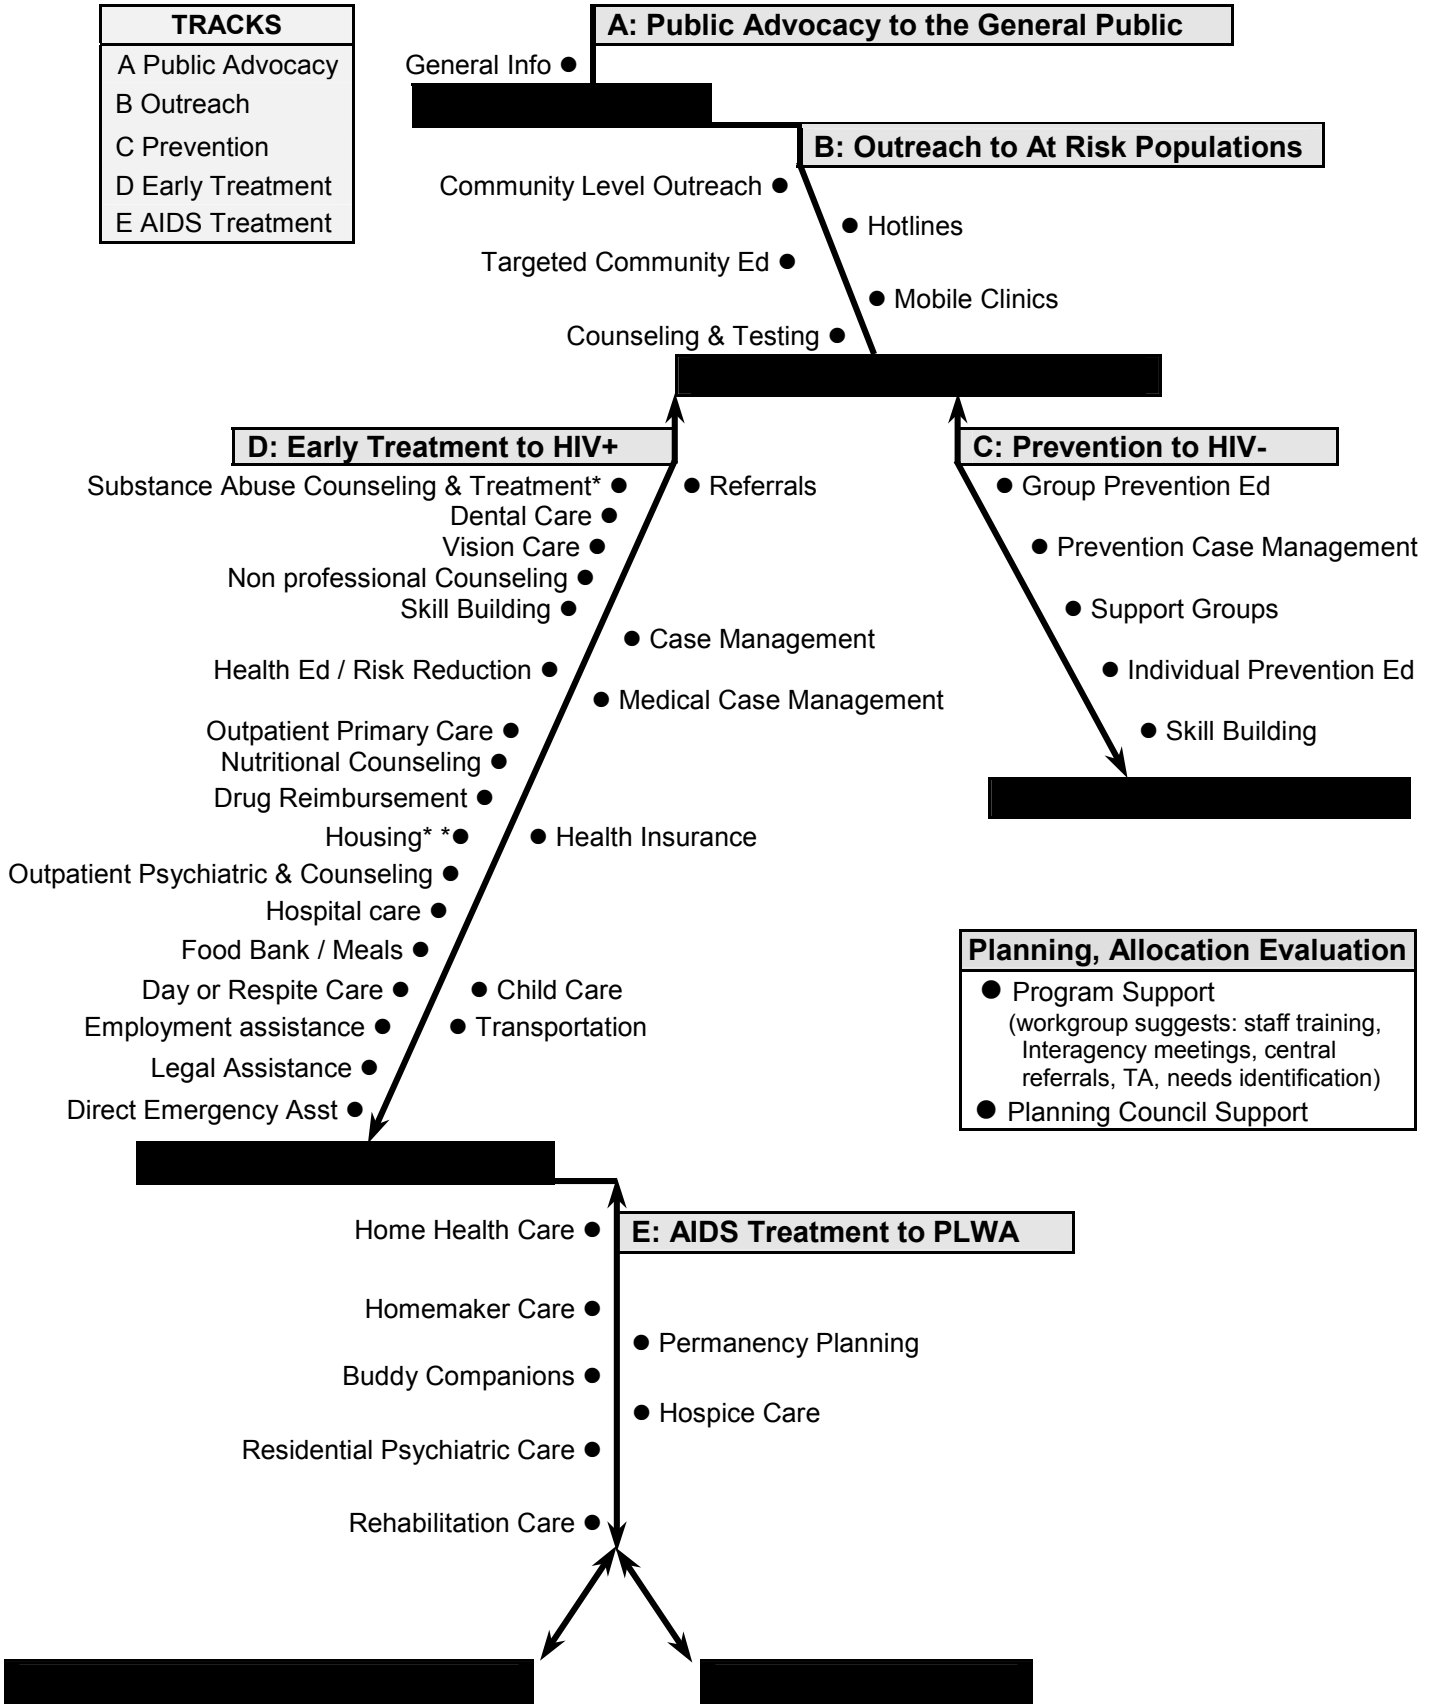 TRACKS
A Public Advocacy
B Outreach
C Prevention
D Early Treatment
E AIDS Treatment
A: Public Advocacy to the General Public
General Info
B: Outreach to At Risk Populations
Community Level Outreach
Hotlines
Targeted Community Ed
Mobile Clinics
Counseling & Testing
D: Early Treatment to HIV+
Substance Abuse Counseling & Treatment*
Referrals
Dental Care
Vision Care
Non professional Counseling
Skill Building
Case Management
Health Ed / Risk Reduction
Medical Case Management
Outpatient Primary Care
Nutritional Counseling
Drug Reimbursement
Housing* *
Health Insurance
Outpatient Psychiatric & Counseling
Hospital care
Food Bank / Meals
Day or Respite Care
Child Care
Employment assistance
Transportation
Legal Assistance
Direct Emergency Asst
C: Prevention to HIV-
Group Prevention Ed
Prevention Case Management
Support Groups
Individual Prevention Ed
Skill Building
Planning, Allocation Evaluation
Program Support
(workgroup suggests: staff training,
Interagency meetings, central
referrals, TA, needs identification)
Planning Council Support
E: AIDS Treatment to PLWA
Home Health Care
Homemaker Care
Permanency Planning
Buddy Companions
Hospice Care
Residential Psychiatric Care
Rehabilitation Care